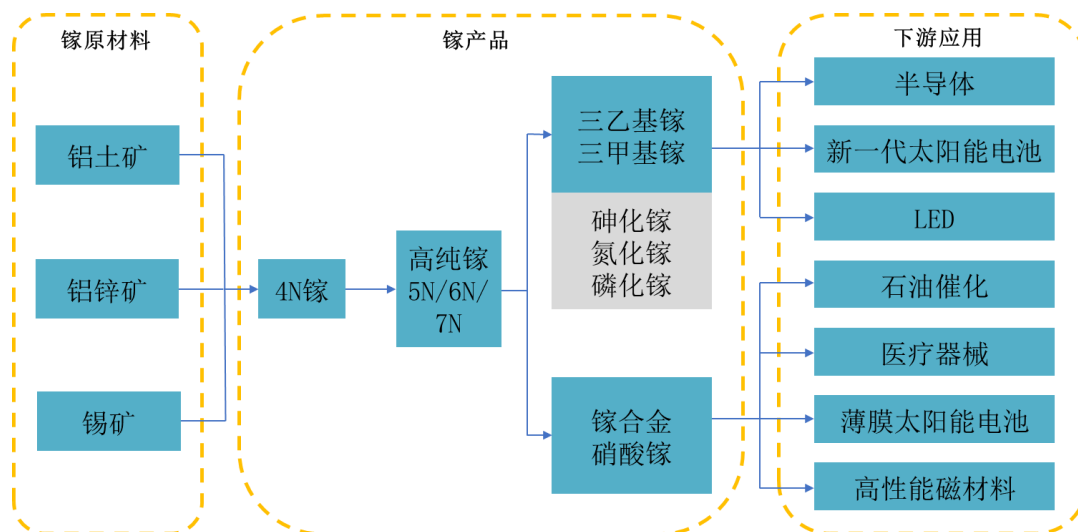 镓原材料
铝土矿
铝锌矿
锡矿
镓产品
4N镓
高纯镓
5N/6N/
7N
三乙基镓
三甲基镓
砷化镓
氮化镓
磷化镓
镓合金
硝酸镓
下游应用
半导体
新一代太阳能电池
LED
石油催化
医疗器械
薄膜太阳能电池
高性能磁材料